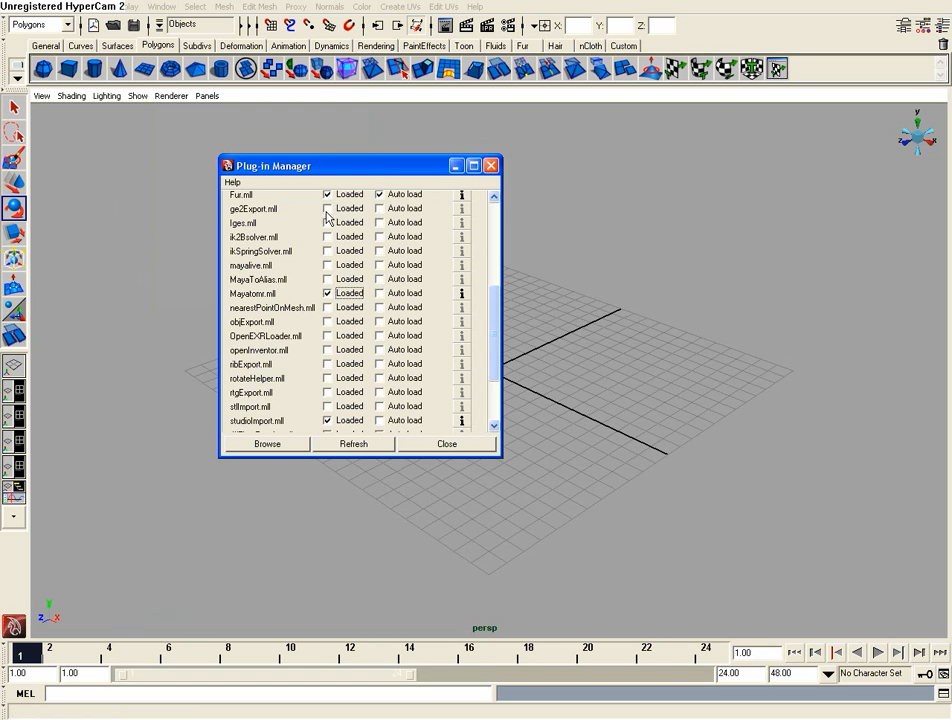 Unregistered HyperCam 2
play Window Select Mesh Edit Mesh Proxy Normals Color Create UVs Edit UVs Help
Polygons Objects X: Y: Z:
General Curves Surfaces Polygons Subdivs Deformation Animation Dynamics Rendering PaintEffects Toon Fluids Fur Hair nCloth Custom
View Shading Lighting Show Renderer Panels
y
z x
Plug-in Manager
Help
Fur.mll Loaded Auto load i
ge2Export.mll Loaded Auto load i
Iges.mll Loaded Auto load i
ik2Bsolver.mll Loaded Auto load i
ikSpringSolver.mll Loaded Auto load i
mayalive.mll Loaded Auto load i
MayaToAlias.mll Loaded Auto load i
Mayatomr.mll Loaded Auto load i
nearestPointOnMesh.mll Loaded Auto load i
objExport.mll Loaded Auto load i
OpenEXRLoader.mll Loaded Auto load i
openInventor.mll Loaded Auto load i
ribExport.mll Loaded Auto load i
rotateHelper.mll Loaded Auto load i
rtgExport.mll Loaded Auto load i
stlImport.mll Loaded Auto load i
studioImport.mll Loaded Auto load i
Browse Refresh Close
y
z x
persp
1 2 4 6 8 10 12 14 16 18 20 22 24 1.00
1.00 1.00 24.00 48.00 No Character Set
MEL